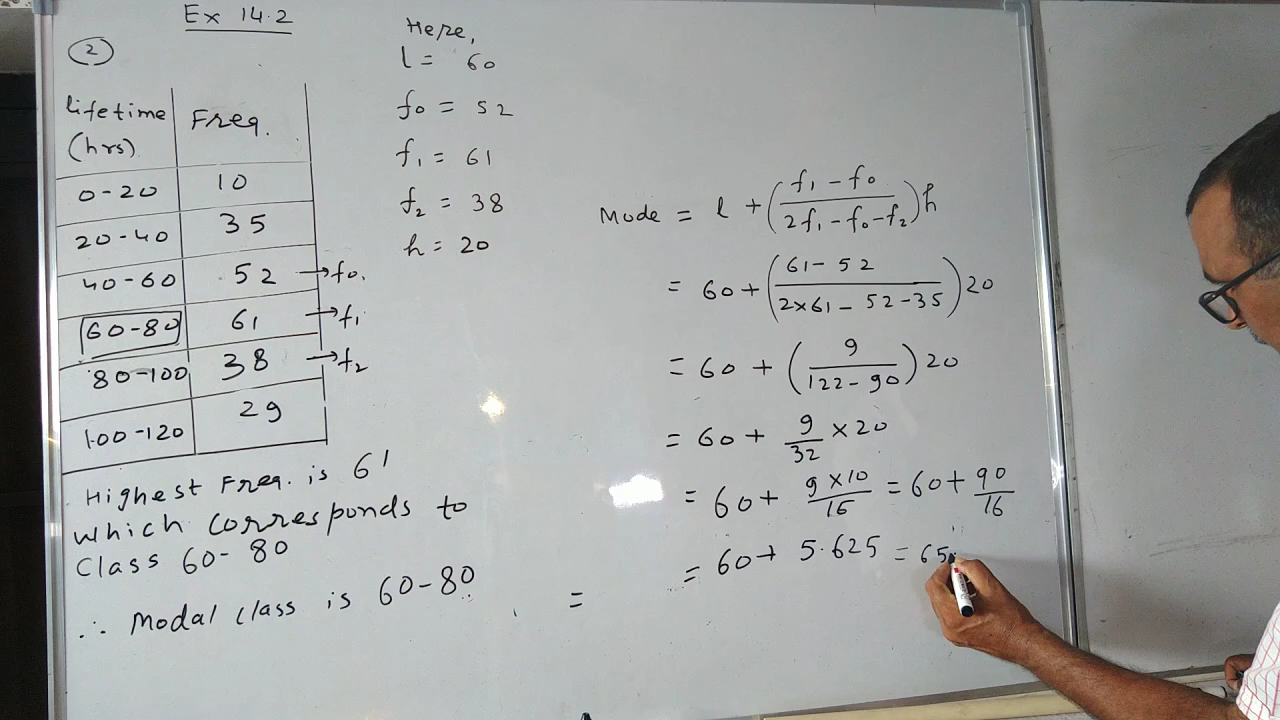 Ex 14.2
2
lifetime (hrs) Freq.
0-20 10
20-40 35
40-60 52 →f0.
60-80 61 →f1
80-100 38 →f2
100-120 29
Highest Freq. is 61
which corresponds to
Class 60-80
∴ Modal class is 60-80
Here,
l = 60
f0 = 52
f1 = 61
f2 = 38
h = 20
Mode = l + ((f1 - f0)/(2f1 - f0 - f2)) h
= 60 + ((61 - 52)/(2×61 - 52 - 35)) 20
= 60 + (9/(122 - 90)) 20
= 60 + 9/32 × 20
= 60 + (9×10)/16 = 60 + 90/16
= 60 + 5.625 = 65.
=